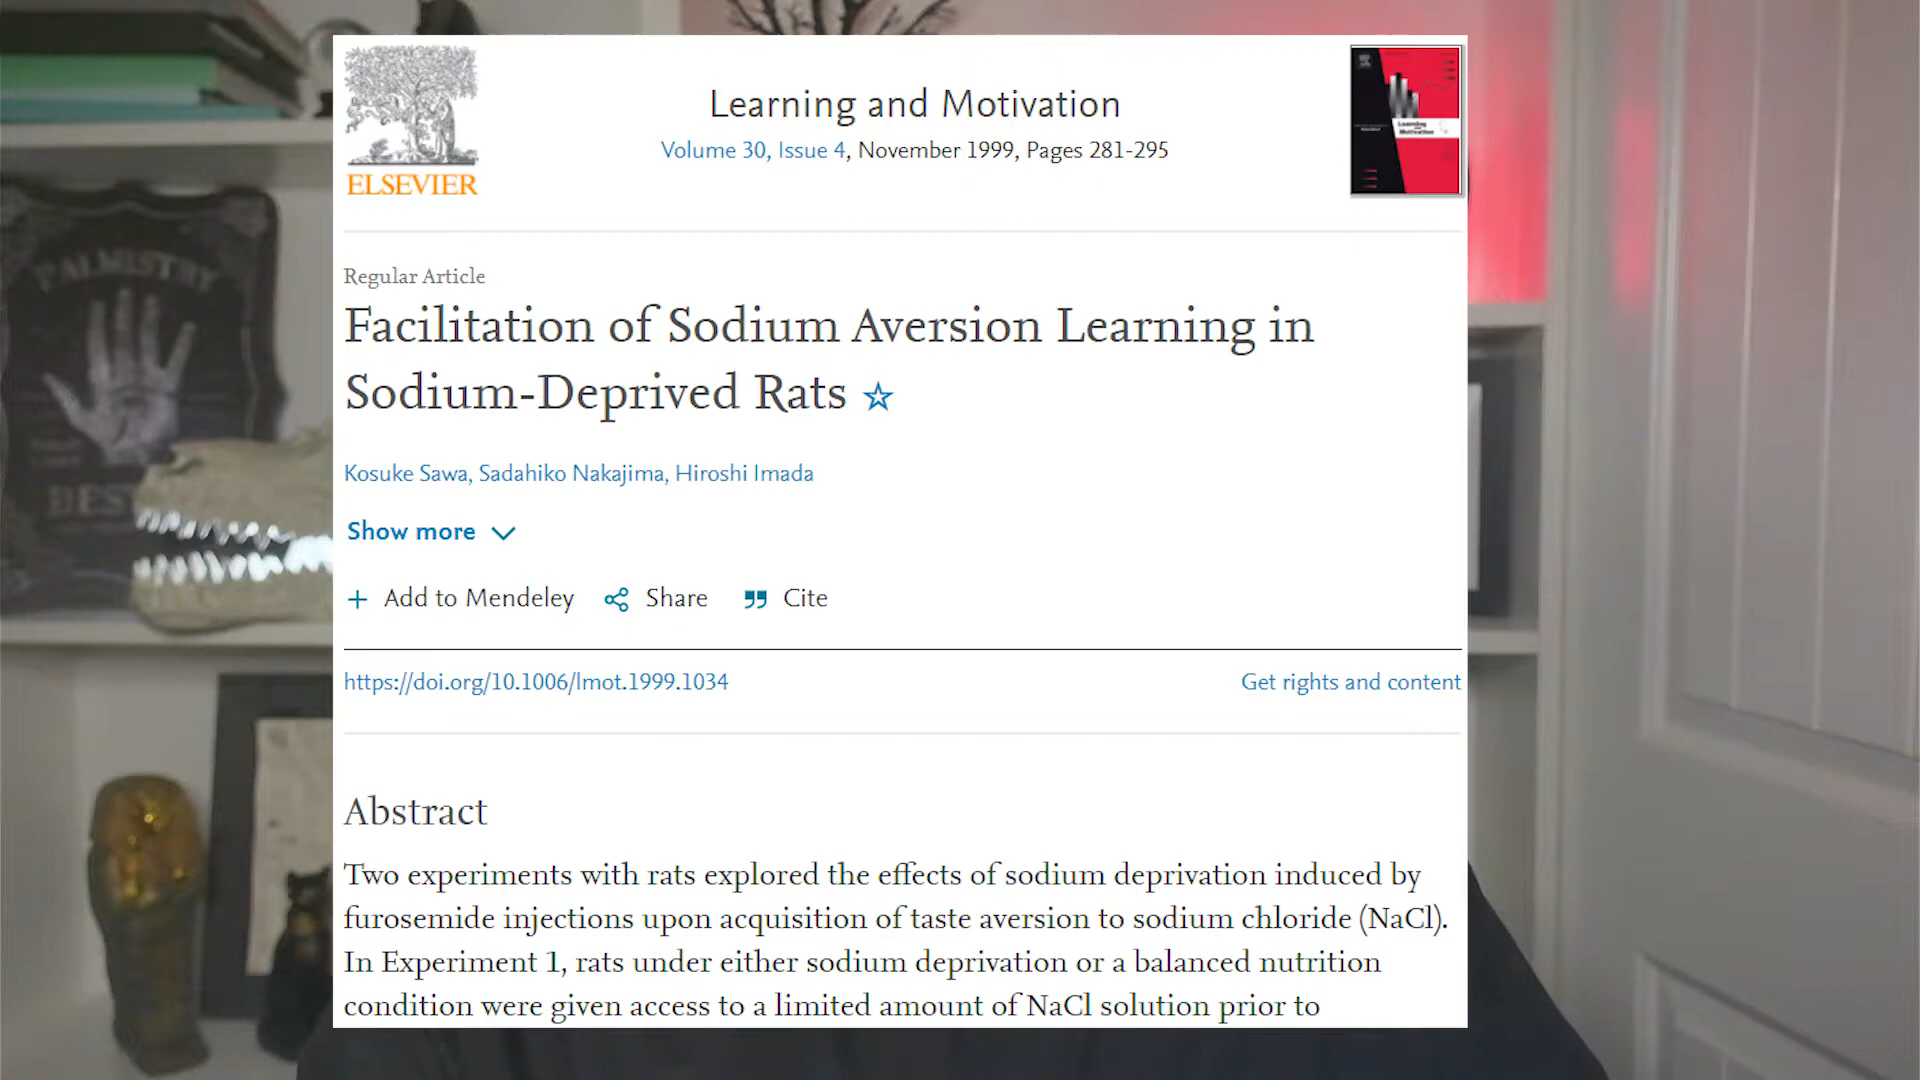 Learning and Motivation
Volume 30, Issue 4, November 1999, Pages 281-295
ELSEVIER
Learning and Motivation
Regular Article
Facilitation of Sodium Aversion Learning in
Sodium-Deprived Rats
Kosuke Sawa, Sadahiko Nakajima, Hiroshi Imada
Show more
Add to Mendeley Share Cite
https://doi.org/10.1006/lmot.1999.1034 Get rights and content
Abstract
Two experiments with rats explored the effects of sodium deprivation induced by
furosemide injections upon acquisition of taste aversion to sodium chloride (NaCl).
In Experiment 1, rats under either sodium deprivation or a balanced nutrition
condition were given access to a limited amount of NaCl solution prior to
PALMISTRY